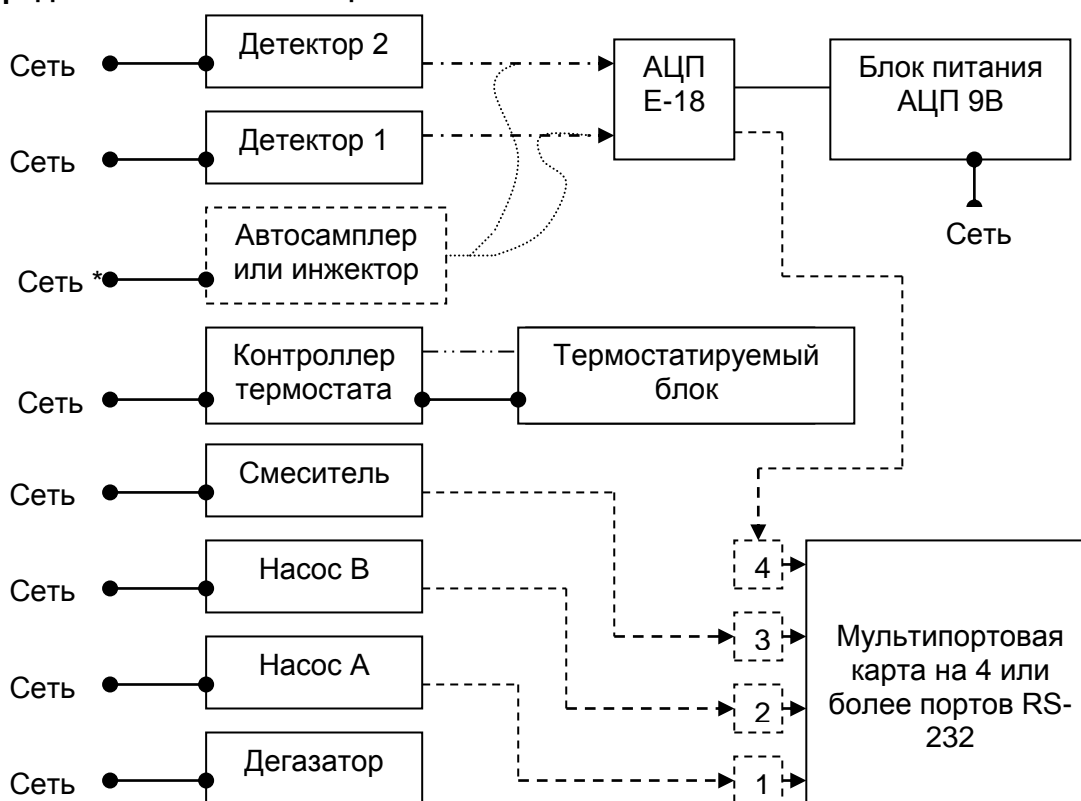 Сеть
Детектор 2
АЦП
Е-18
Блок питания
АЦП 9В
Сеть
Детектор 1
Сеть
Сеть *
Автосамплер
или инжектор
Сеть
Контроллер
термостата
Термостатируемый
блок
Сеть
Смеситель
4
Сеть
Насос В
3
Мультипортовая
карта на 4 или
более портов RS-
232
Сеть
Насос А
2
Сеть
Дегазатор
1